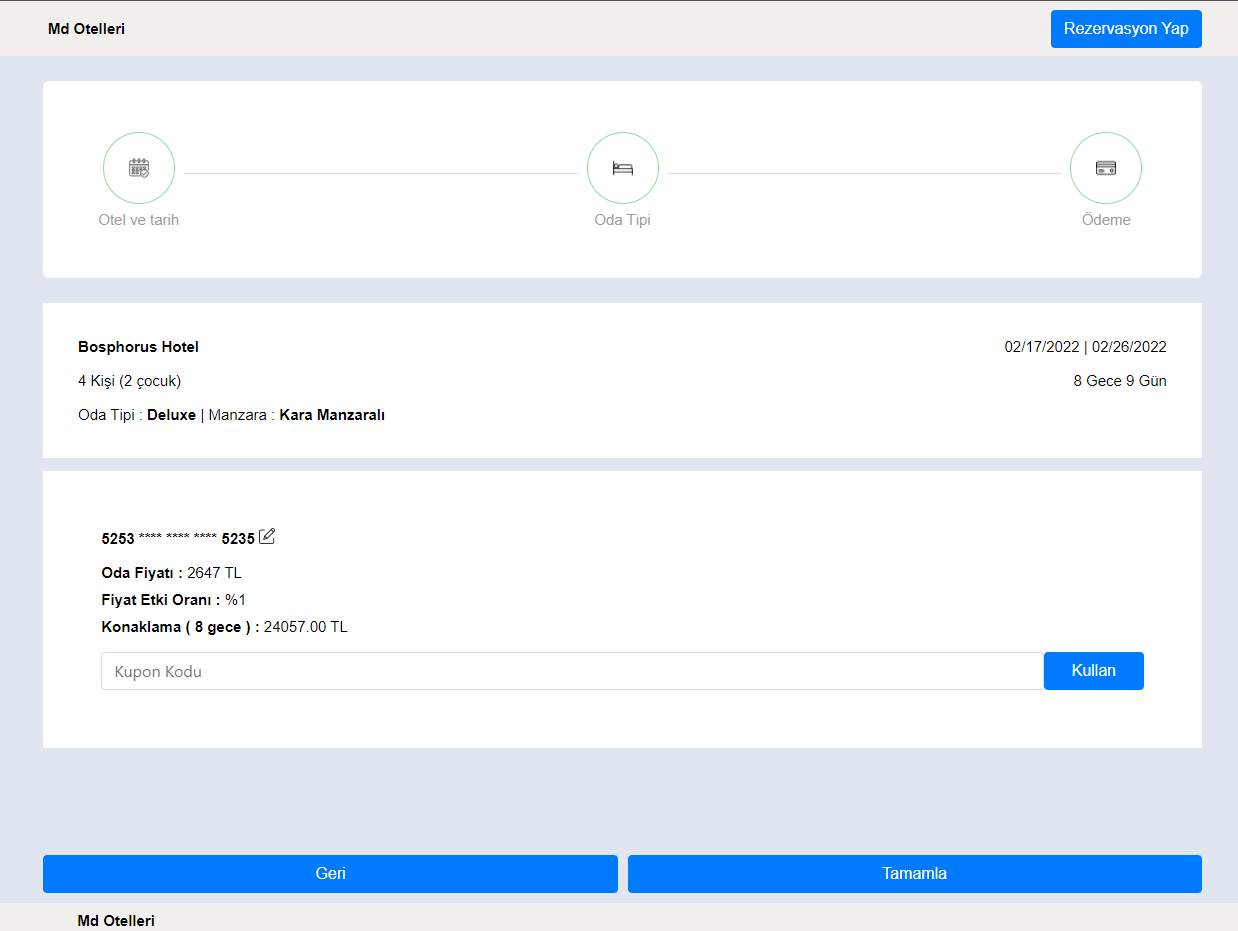 Md Otelleri
Rezervasyon Yap
Otel ve tarih
Oda Tipi
Ödeme
Bosphorus Hotel
02/17/2022 | 02/26/2022
4 Kişi (2 çocuk)
8 Gece 9 Gün
Oda Tipi : Deluxe | Manzara : Kara Manzaralı
5253 **** **** **** 5235
Oda Fiyatı : 2647 TL
Fiyat Etki Oranı : %1
Konaklama ( 8 gece ) : 24057.00 TL
Kupon Kodu
Kullan
Geri
Tamamla
Md Otelleri